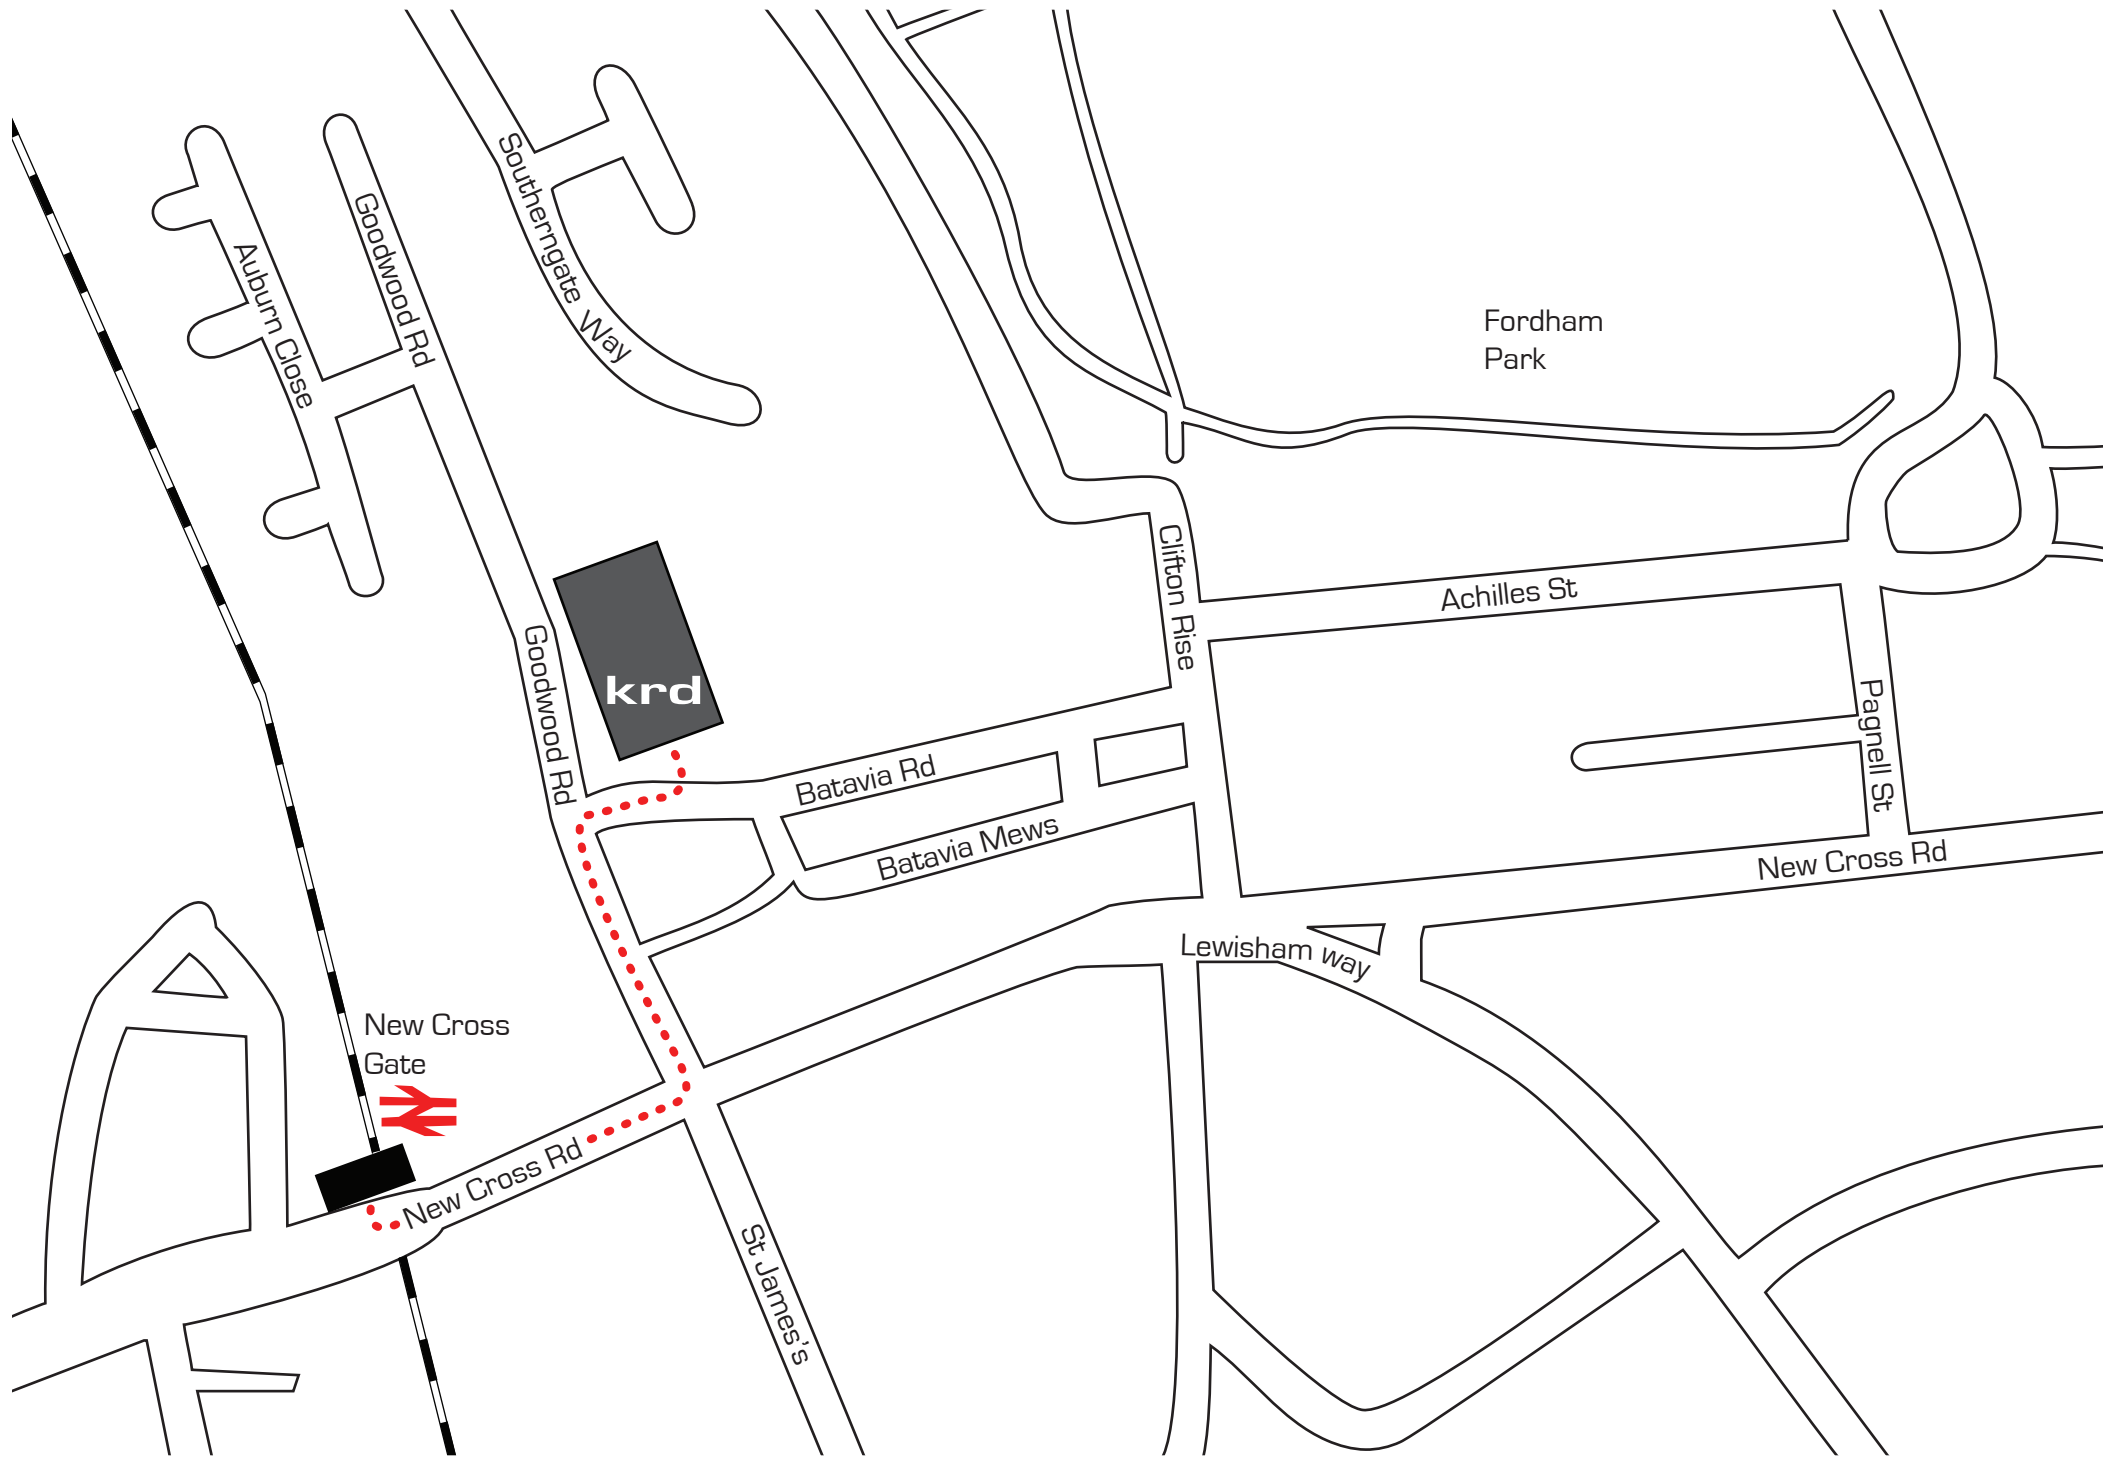 Southerngate Way
Goodwood Rd
Auburn Close
Fordham
Park
Clifton Rise
Achilles St
Goodwood Rd
krd
Pagnell St
Batavia Rd
Batavia Mews
New Cross Rd
Lewisham way
New Cross
Gate
New Cross Rd
St James's